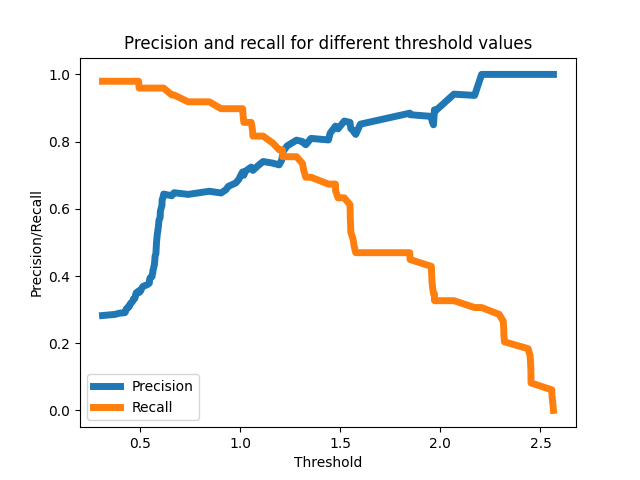 Precision and recall for different threshold values
Precision/Recall
1.0
0.8
0.6
0.4
0.2
0.0
Precision
Recall
0.5 1.0 1.5 2.0 2.5
Threshold